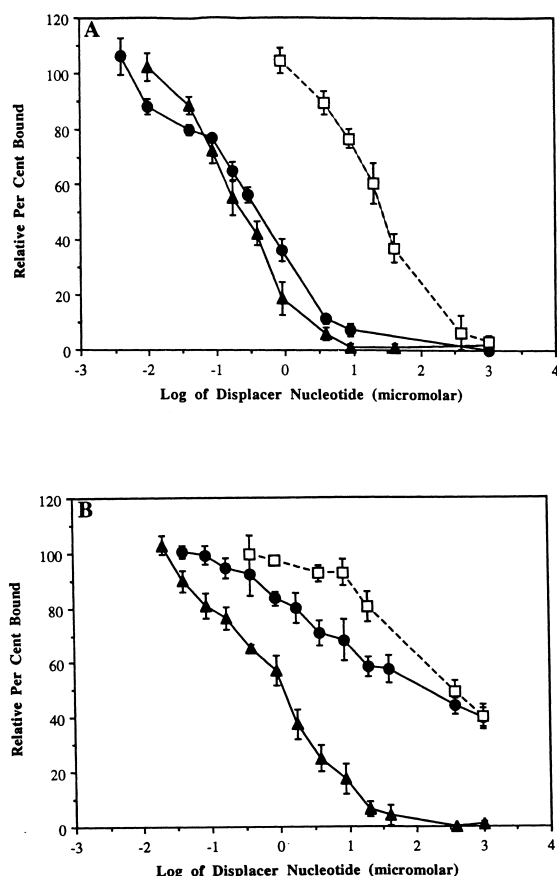 A
120
100
80
60
40
20
0
Relative Per Cent Bound
-3 -2 -1 0 1 2 3 4
Log of Displacer Nucleotide (micromolar)
B
120
100
80
60
40
20
0
Relative Per Cent Bound
-3 -2 -1 0 1 2 3 4
Log of Displacer Nucleotide (micromolar)